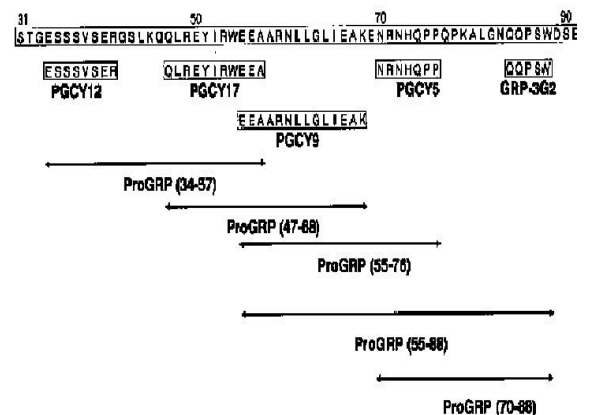 31 50 70 90
STGESSSVSERGSLKQQLREYIRWEEAARNLLGLIEAKENRNHQPPQPKALGNQQPSWDSE
ESSSVSER QLREYIRWEEA NRNHQPP QQPSW
PGCY12 PGCY17 PGCY5 GRP-3G2
EEAARNLLGLIEAK
PGCY9
ProGRP (34-57)
ProGRP (47-68)
ProGRP (55-76)
ProGRP (55-88)
ProGRP (70-88)